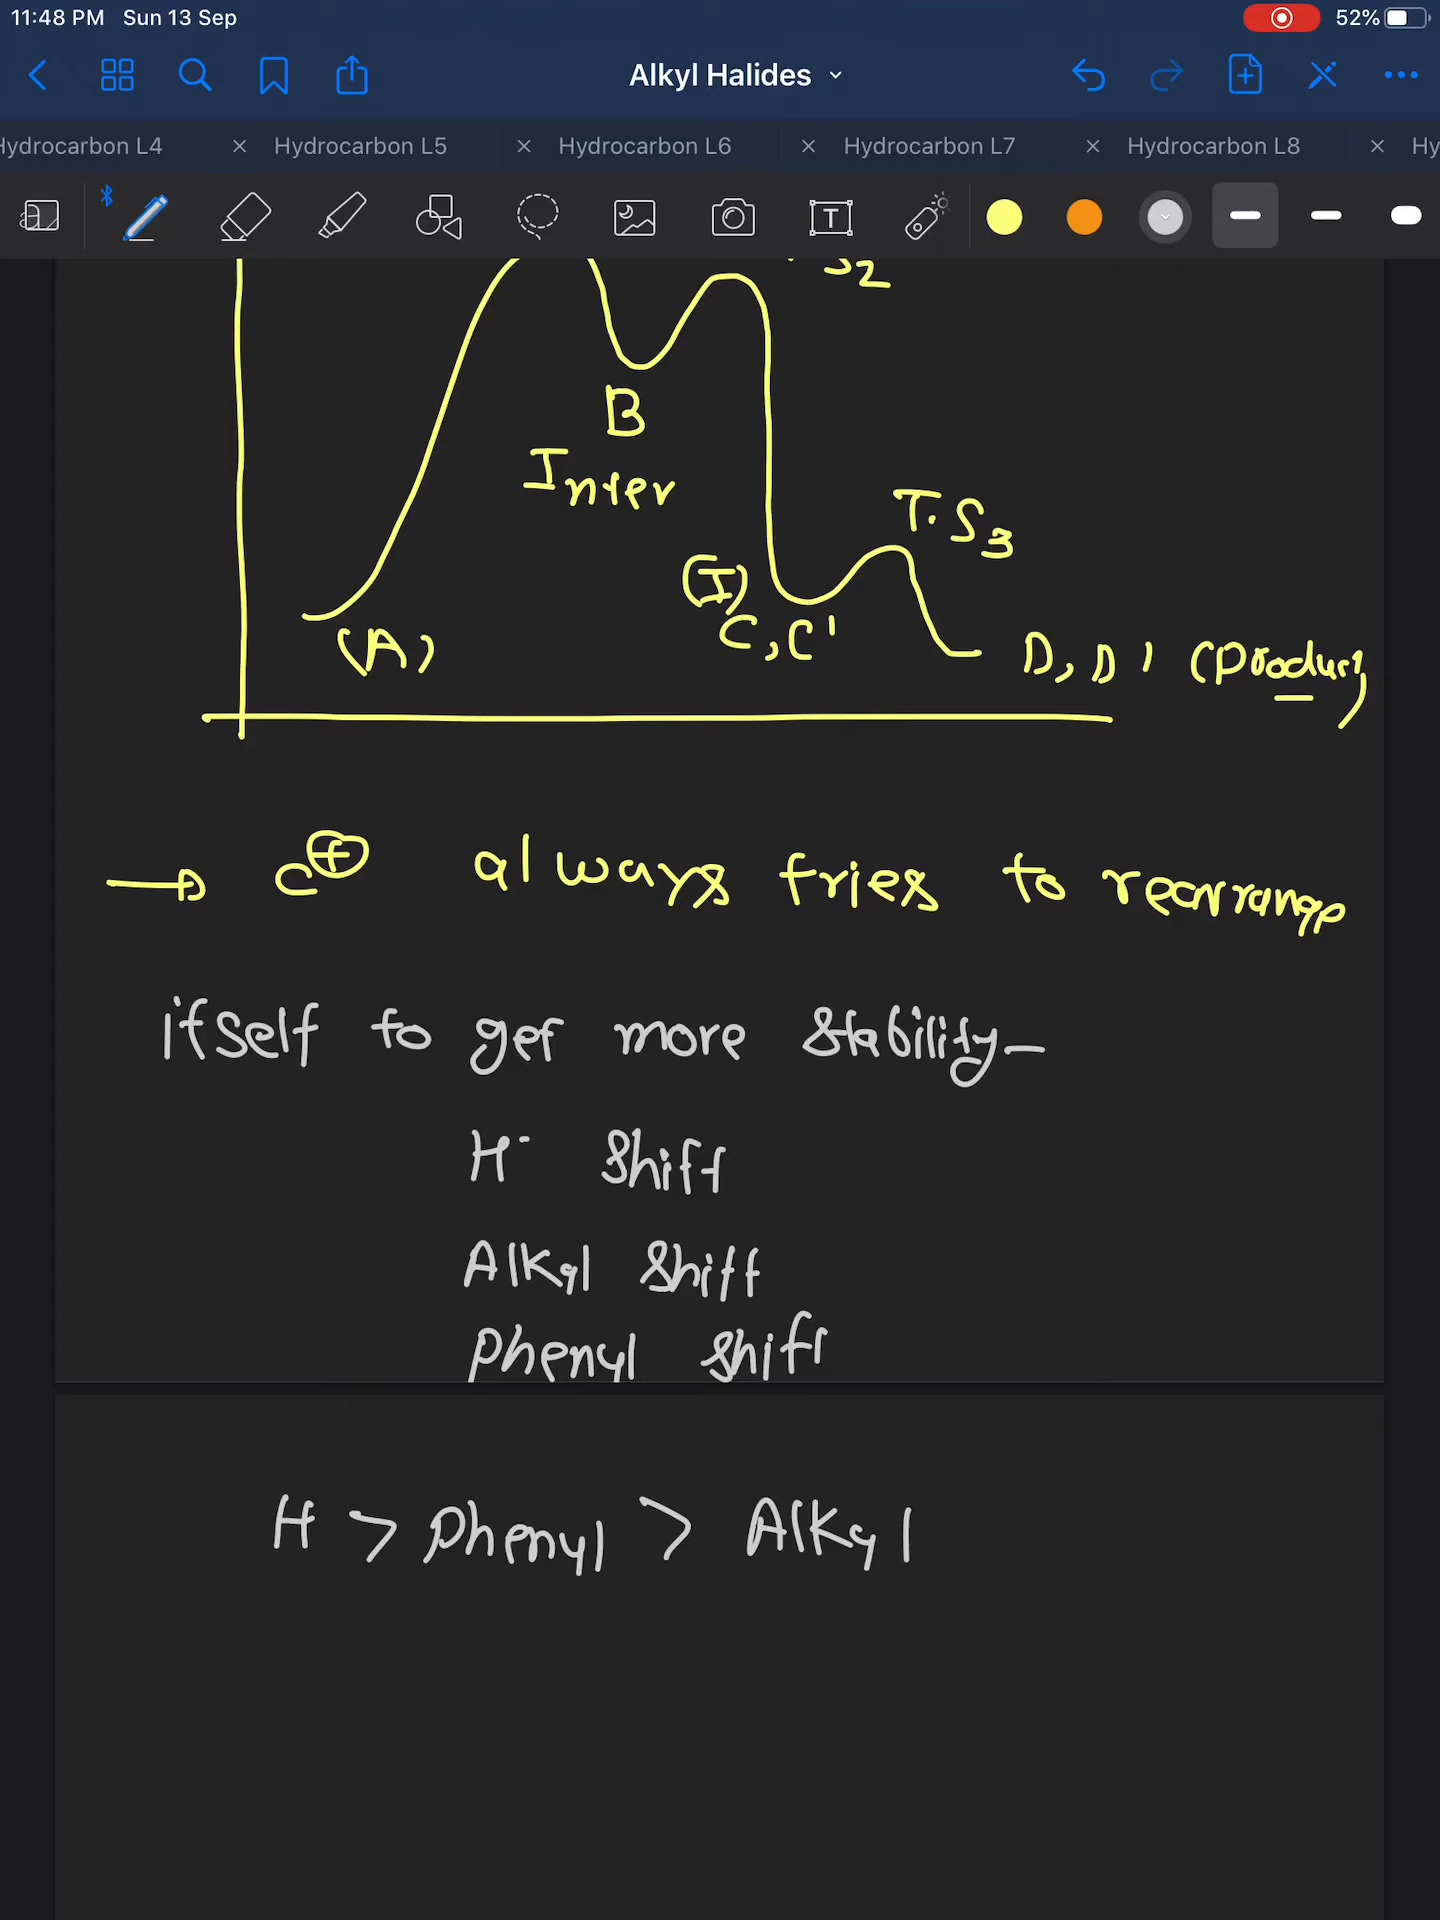 11:48 PM Sun 13 Sep 52%
Alkyl Halides
Hydrocarbon L4 × Hydrocarbon L5 × Hydrocarbon L6 × Hydrocarbon L7 × Hydrocarbon L8 × Hy
T
S2
B
Inter
T.S3
(I)
C, C'
(A)
D, D' (Product)
→ C⊕ always tries to rearrange
itself to get more stability-
H- Shift
Alkyl Shift
Phenyl Shift
H > Phenyl > Alkyl